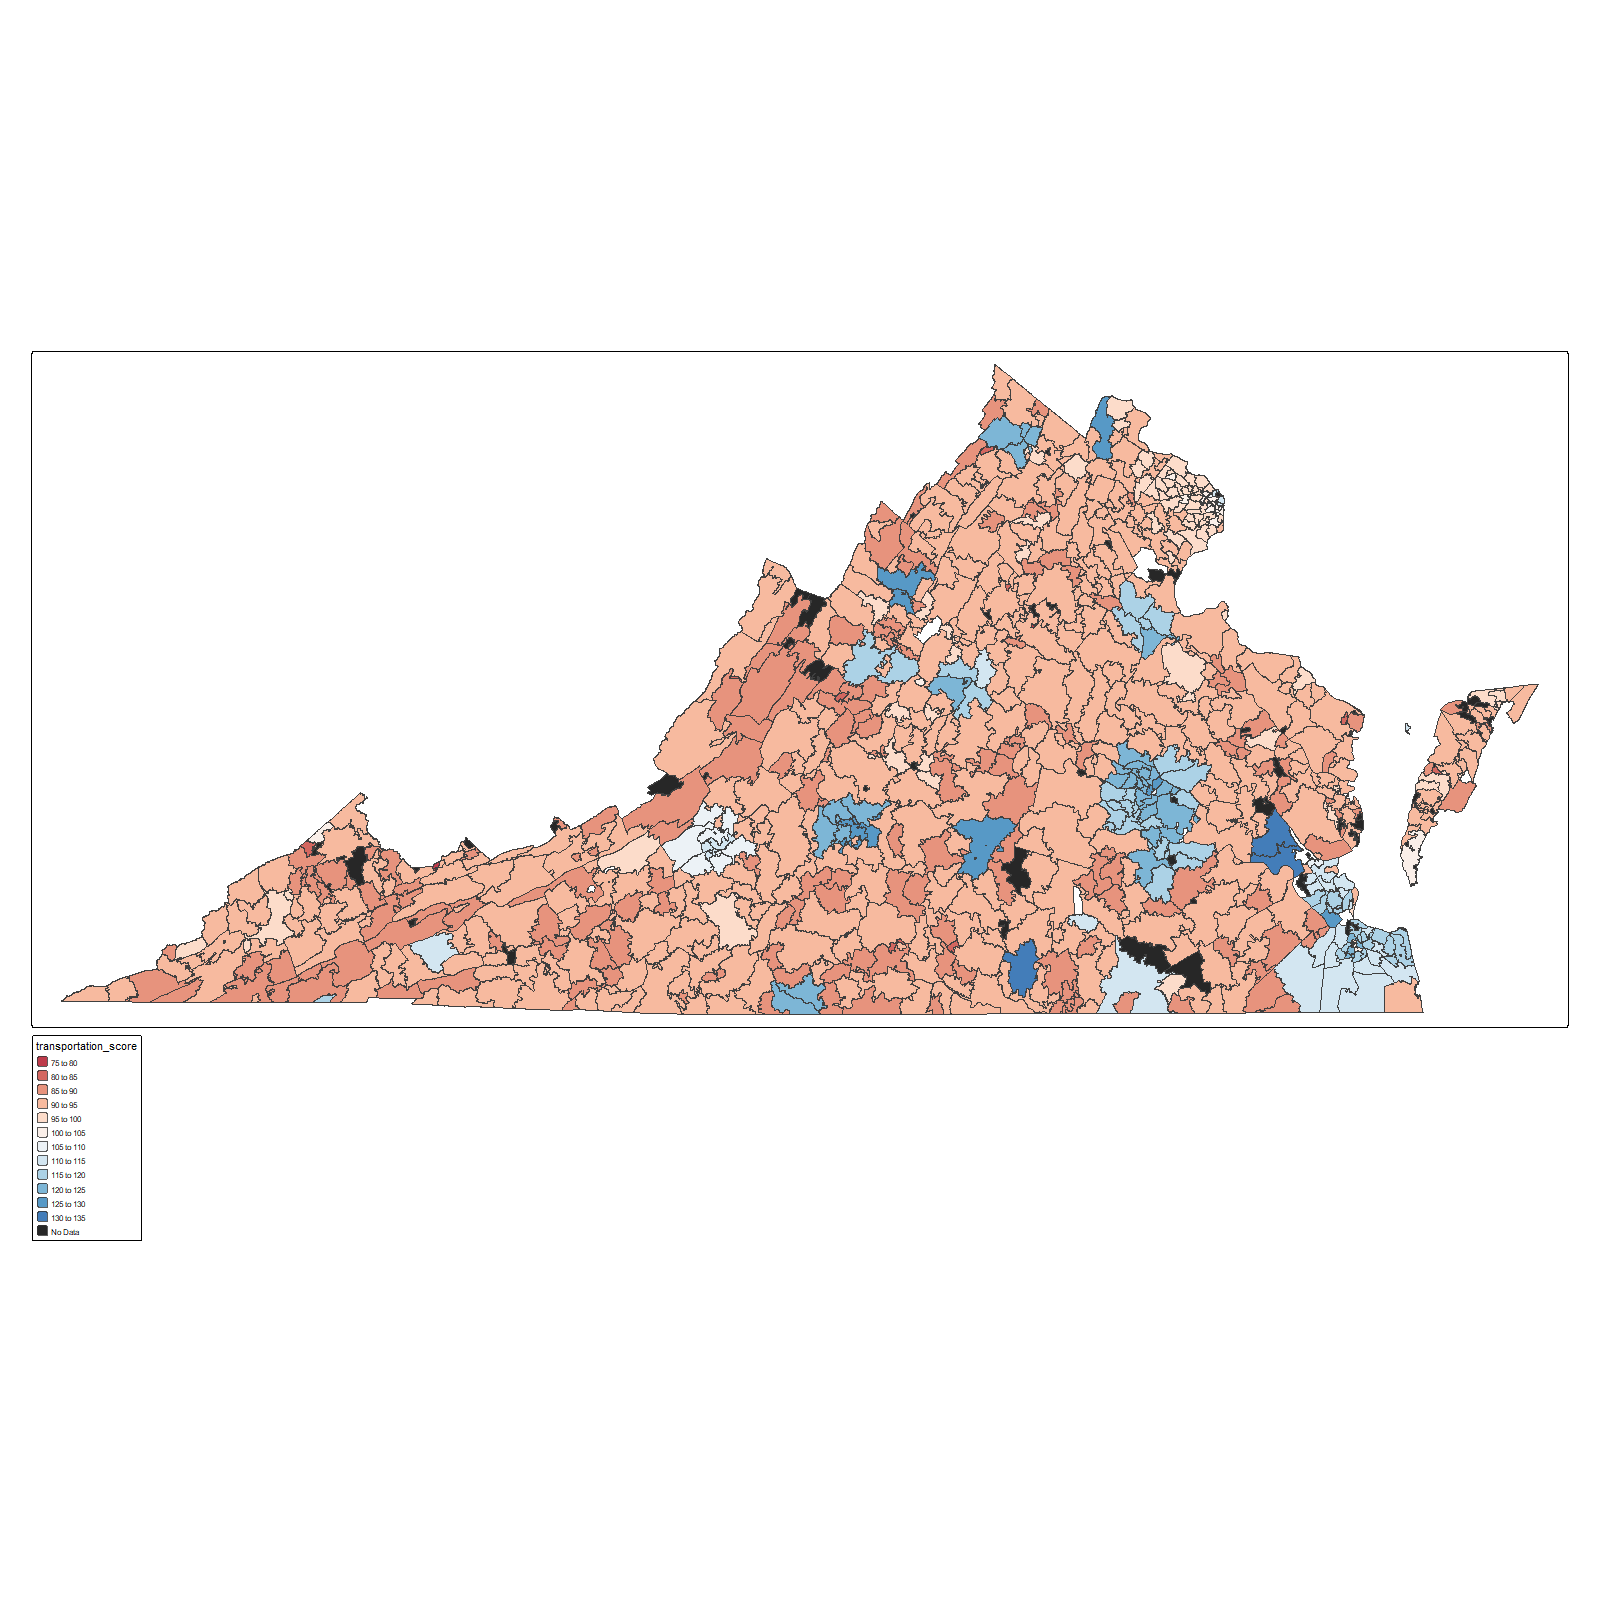 transportation_score
75 to 80
80 to 85
85 to 90
90 to 95
95 to 100
100 to 105
105 to 110
110 to 115
115 to 120
120 to 125
125 to 130
130 to 135
No Data